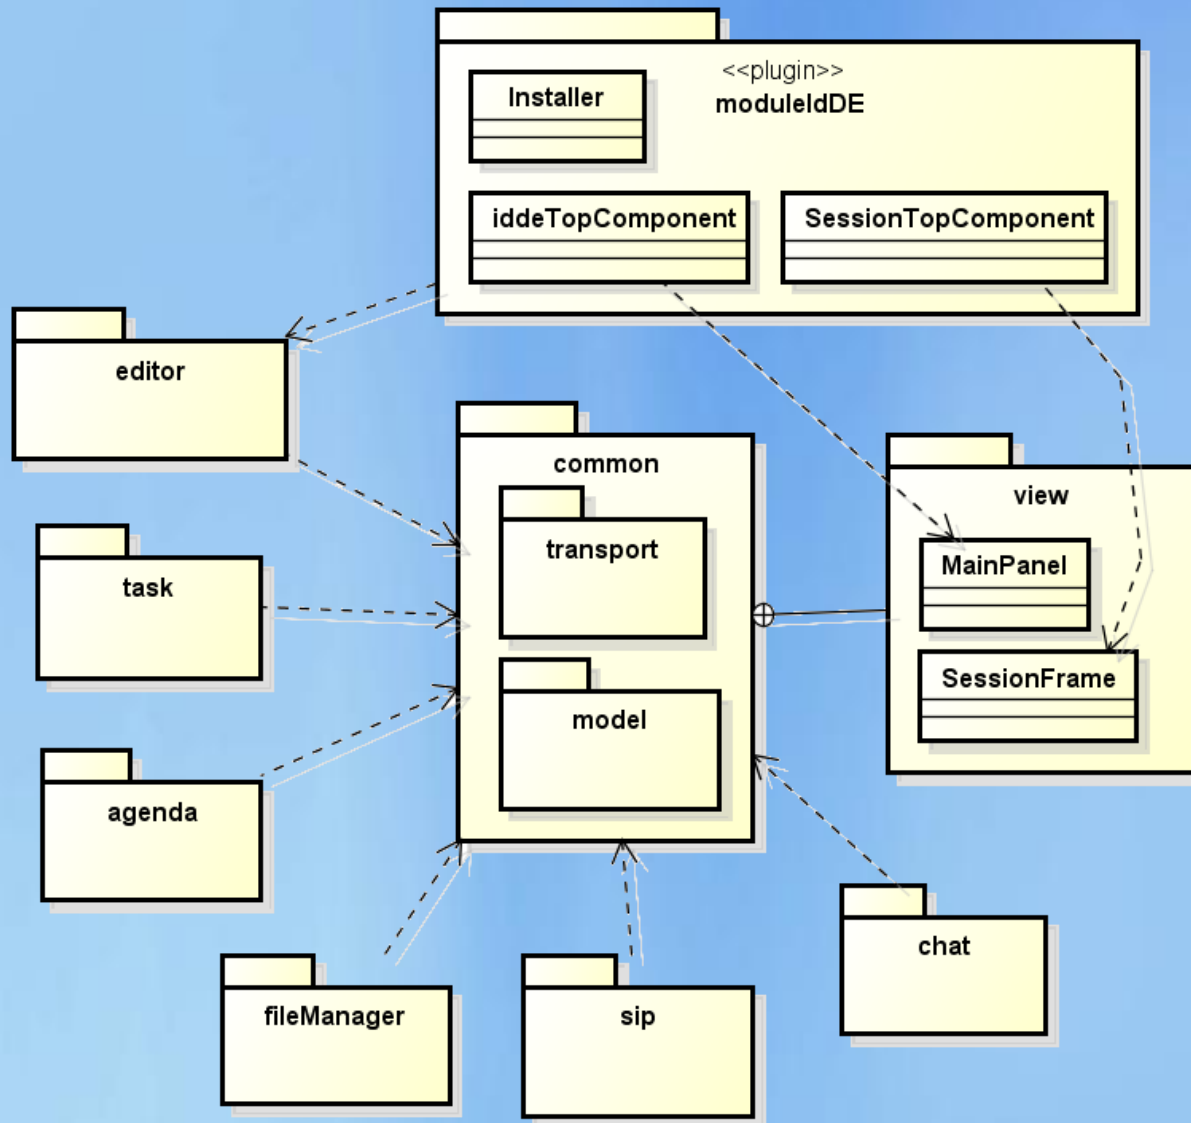 <<plugin>>
moduleIdDE
Installer
iddeTopComponent
SessionTopComponent
editor
common
view
transport
MainPanel
task
SessionFrame
model
agenda
chat
fileManager
sip